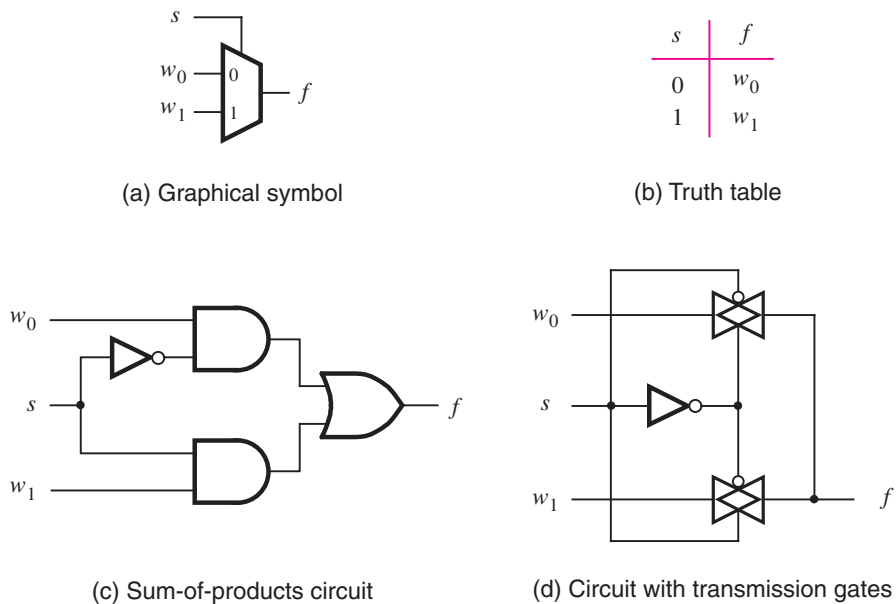 s
w₀
0
w₁
1
f
(a) Graphical symbol
s f
0 w₀
1 w₁
(b) Truth table
w₀
s
w₁
f
(c) Sum-of-products circuit
w₀
s
w₁
f
(d) Circuit with transmission gates